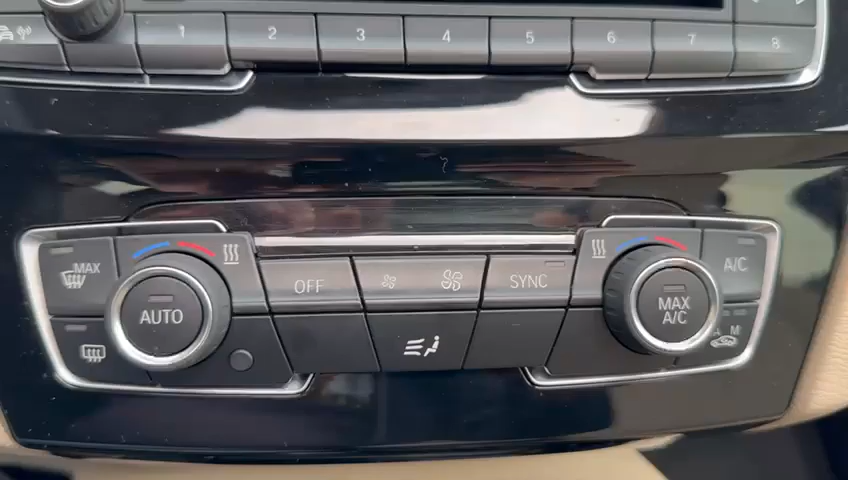 1 2 3 4 5 6 7 8
MAX
OFF SYNC A/C
AUTO MAX
A/C
A M